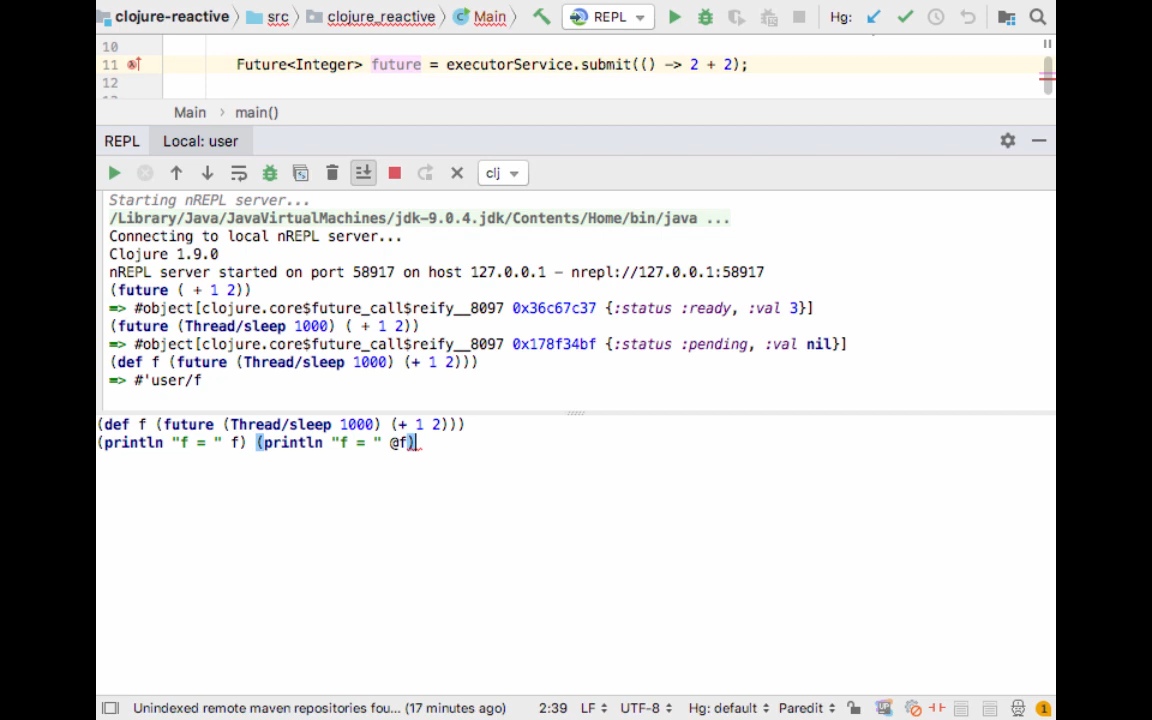 clojure-reactive src clojure_reactive Main REPL Hg:
10
11 Future<Integer> future = executorService.submit(() -> 2 + 2);
12
Main main()
REPL Local: user
clj
Starting nREPL server...
/Library/Java/JavaVirtualMachines/jdk-9.0.4.jdk/Contents/Home/bin/java ...
Connecting to local nREPL server...
Clojure 1.9.0
nREPL server started on port 58917 on host 127.0.0.1 - nrepl://127.0.0.1:58917
(future ( + 1 2))
=> #object[clojure.core$future_call$reify__8097 0x36c67c37 {:status :ready, :val 3}]
(future (Thread/sleep 1000) ( + 1 2))
=> #object[clojure.core$future_call$reify__8097 0x178f34bf {:status :pending, :val nil}]
(def f (future (Thread/sleep 1000) (+ 1 2)))
=> #'user/f
(def f (future (Thread/sleep 1000) (+ 1 2)))
(println "f = " f) (println "f = " @f)
Unindexed remote maven repositories fou... (17 minutes ago) 2:39 LF UTF-8 Hg: default Paredit 1